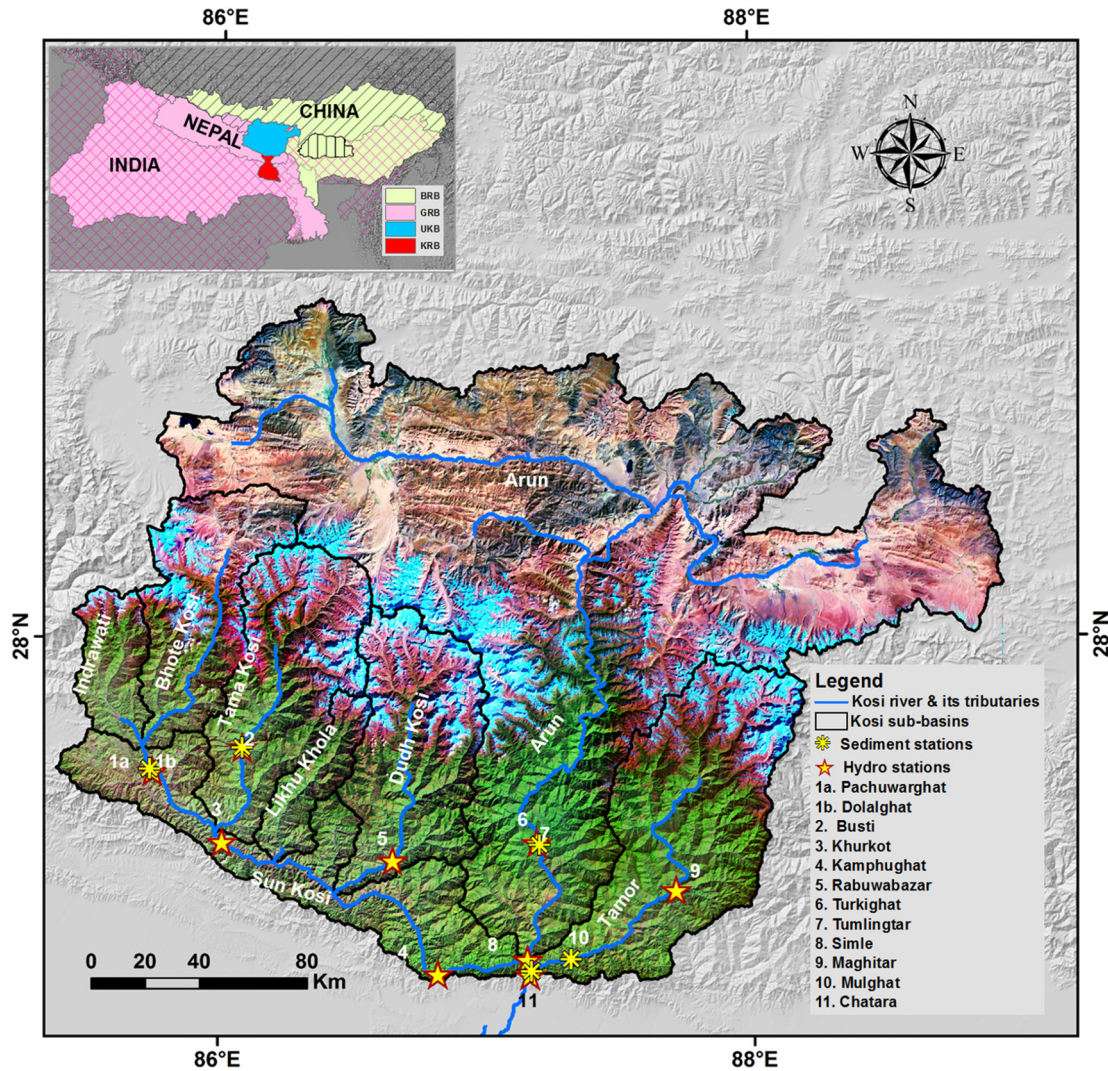 86°E
88°E
CHINA
NEPAL
INDIA
BRB
GRB
UKB
KRB
N
W
E
S
Arun
28°N
28°N
Indrawati
Bhote Kosi
Tama Kosi
Likhu Khola
Dudh Kosi
Arun
Tamor
Sun Kosi
1a
1b
3
5
6
7
9
10
8
4
11
Legend
Kosi river & its tributaries
Kosi sub-basins
Sediment stations
Hydro stations
1a. Pachuwarghat
1b. Dolalghat
2. Busti
3. Khurkot
4. Kamphughat
5. Rabuwabazar
6. Turkighat
7. Tumlingtar
8. Simle
9. Maghitar
10. Mulghat
11. Chatara
0 20 40 80
Km
86°E
88°E